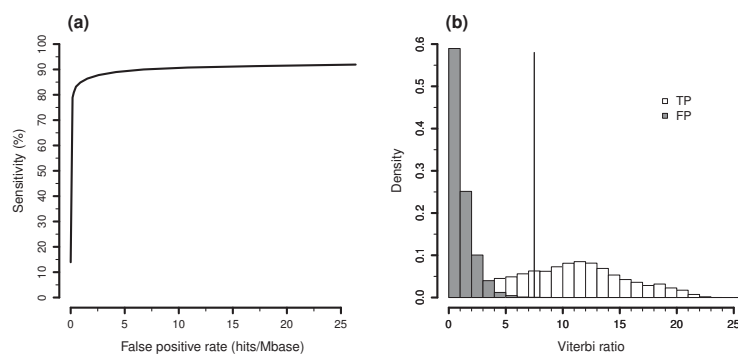 (a)
Sensitivity (%)
100
90
80
70
60
50
40
30
20
10
0
0 5 10 15 20 25
False positive rate (hits/Mbase)
(b)
Density
0.6
0.5
0.4
0.3
0.2
0.1
0.0
TP
FP
0 5 10 15 20 25
Viterbi ratio